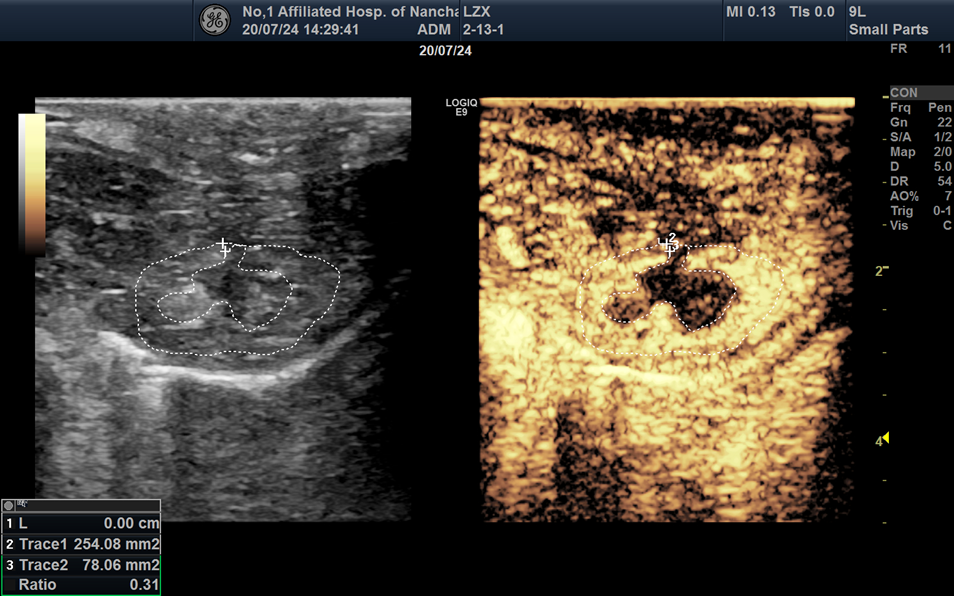 No,1 Affiliated Hosp. of Nancha LZX
20/07/24 14:29:41 ADM 2-13-1
MI 0.13 TIs 0.0 9L
Small Parts
20/07/24
FR 11
LOGIQ
E9
CON
Frq Pen
Gn 22
S/A 1/2
Map 2/0
D 5.0
DR 54
AO% 7
Trig 0-1
Vis C
1
2
2
4
1 L 0.00 cm
2 Trace1 254.08 mm2
3 Trace2 78.06 mm2
Ratio 0.31